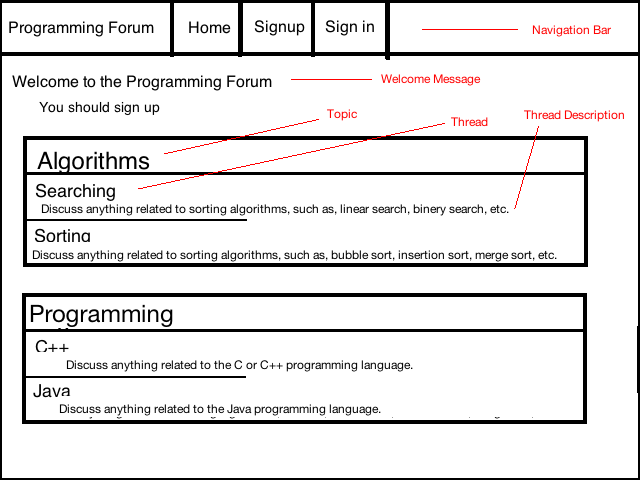 Programming Forum Home Signup Sign in Navigation Bar
Welcome to the Programming Forum Welcome Message
You should sign up
Topic Thread Thread Description
Algorithms
Searching
Discuss anything related to sorting algorithms, such as, linear search, binery search, etc.
Sorting
Discuss anything related to sorting algorithms, such as, bubble sort, insertion sort, merge sort, etc.
Programming
C++
Discuss anything related to the C or C++ programming language.
Java
Discuss anything related to the Java programming language.